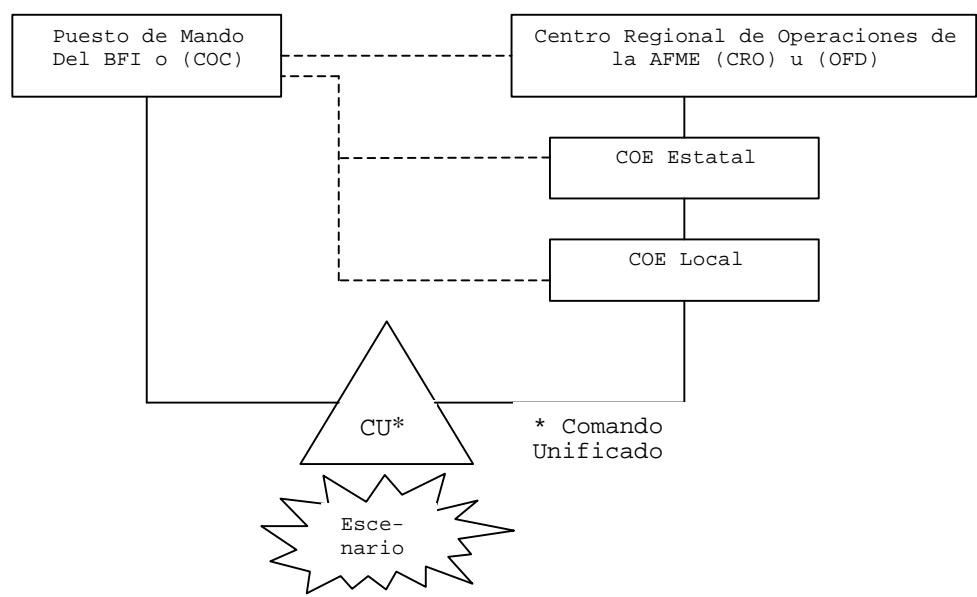 Puesto de Mando
Del BFI o (COC)
Centro Regional de Operaciones de
la AFME (CRO) u (OFD)
COE Estatal
COE Local
CU*
* Comando
Unificado
Esce-
nario